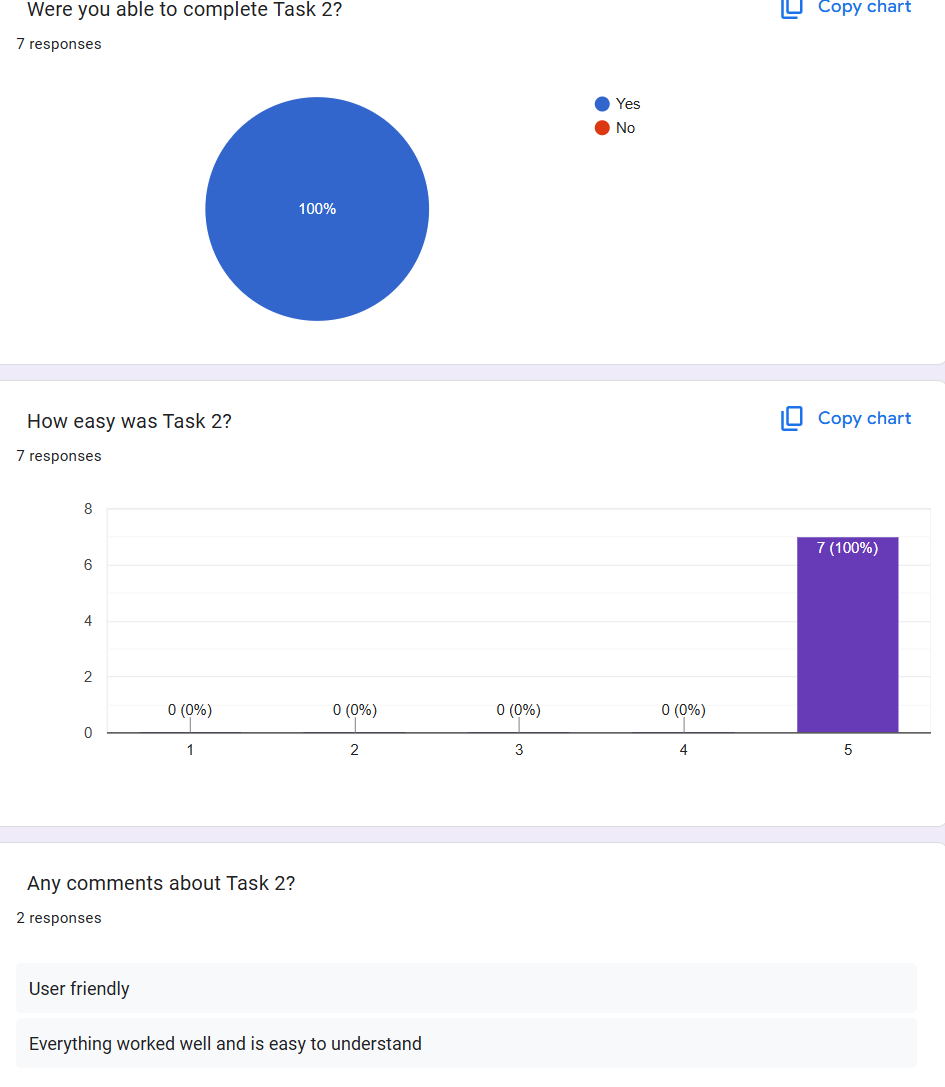 Were you able to complete Task 2?
Copy chart
7 responses
Yes
No
100%
How easy was Task 2?
Copy chart
7 responses
8
6
4
2
0
0 (0%)
0 (0%)
0 (0%)
0 (0%)
7 (100%)
1
2
3
4
5
Any comments about Task 2?
2 responses
User friendly
Everything worked well and is easy to understand